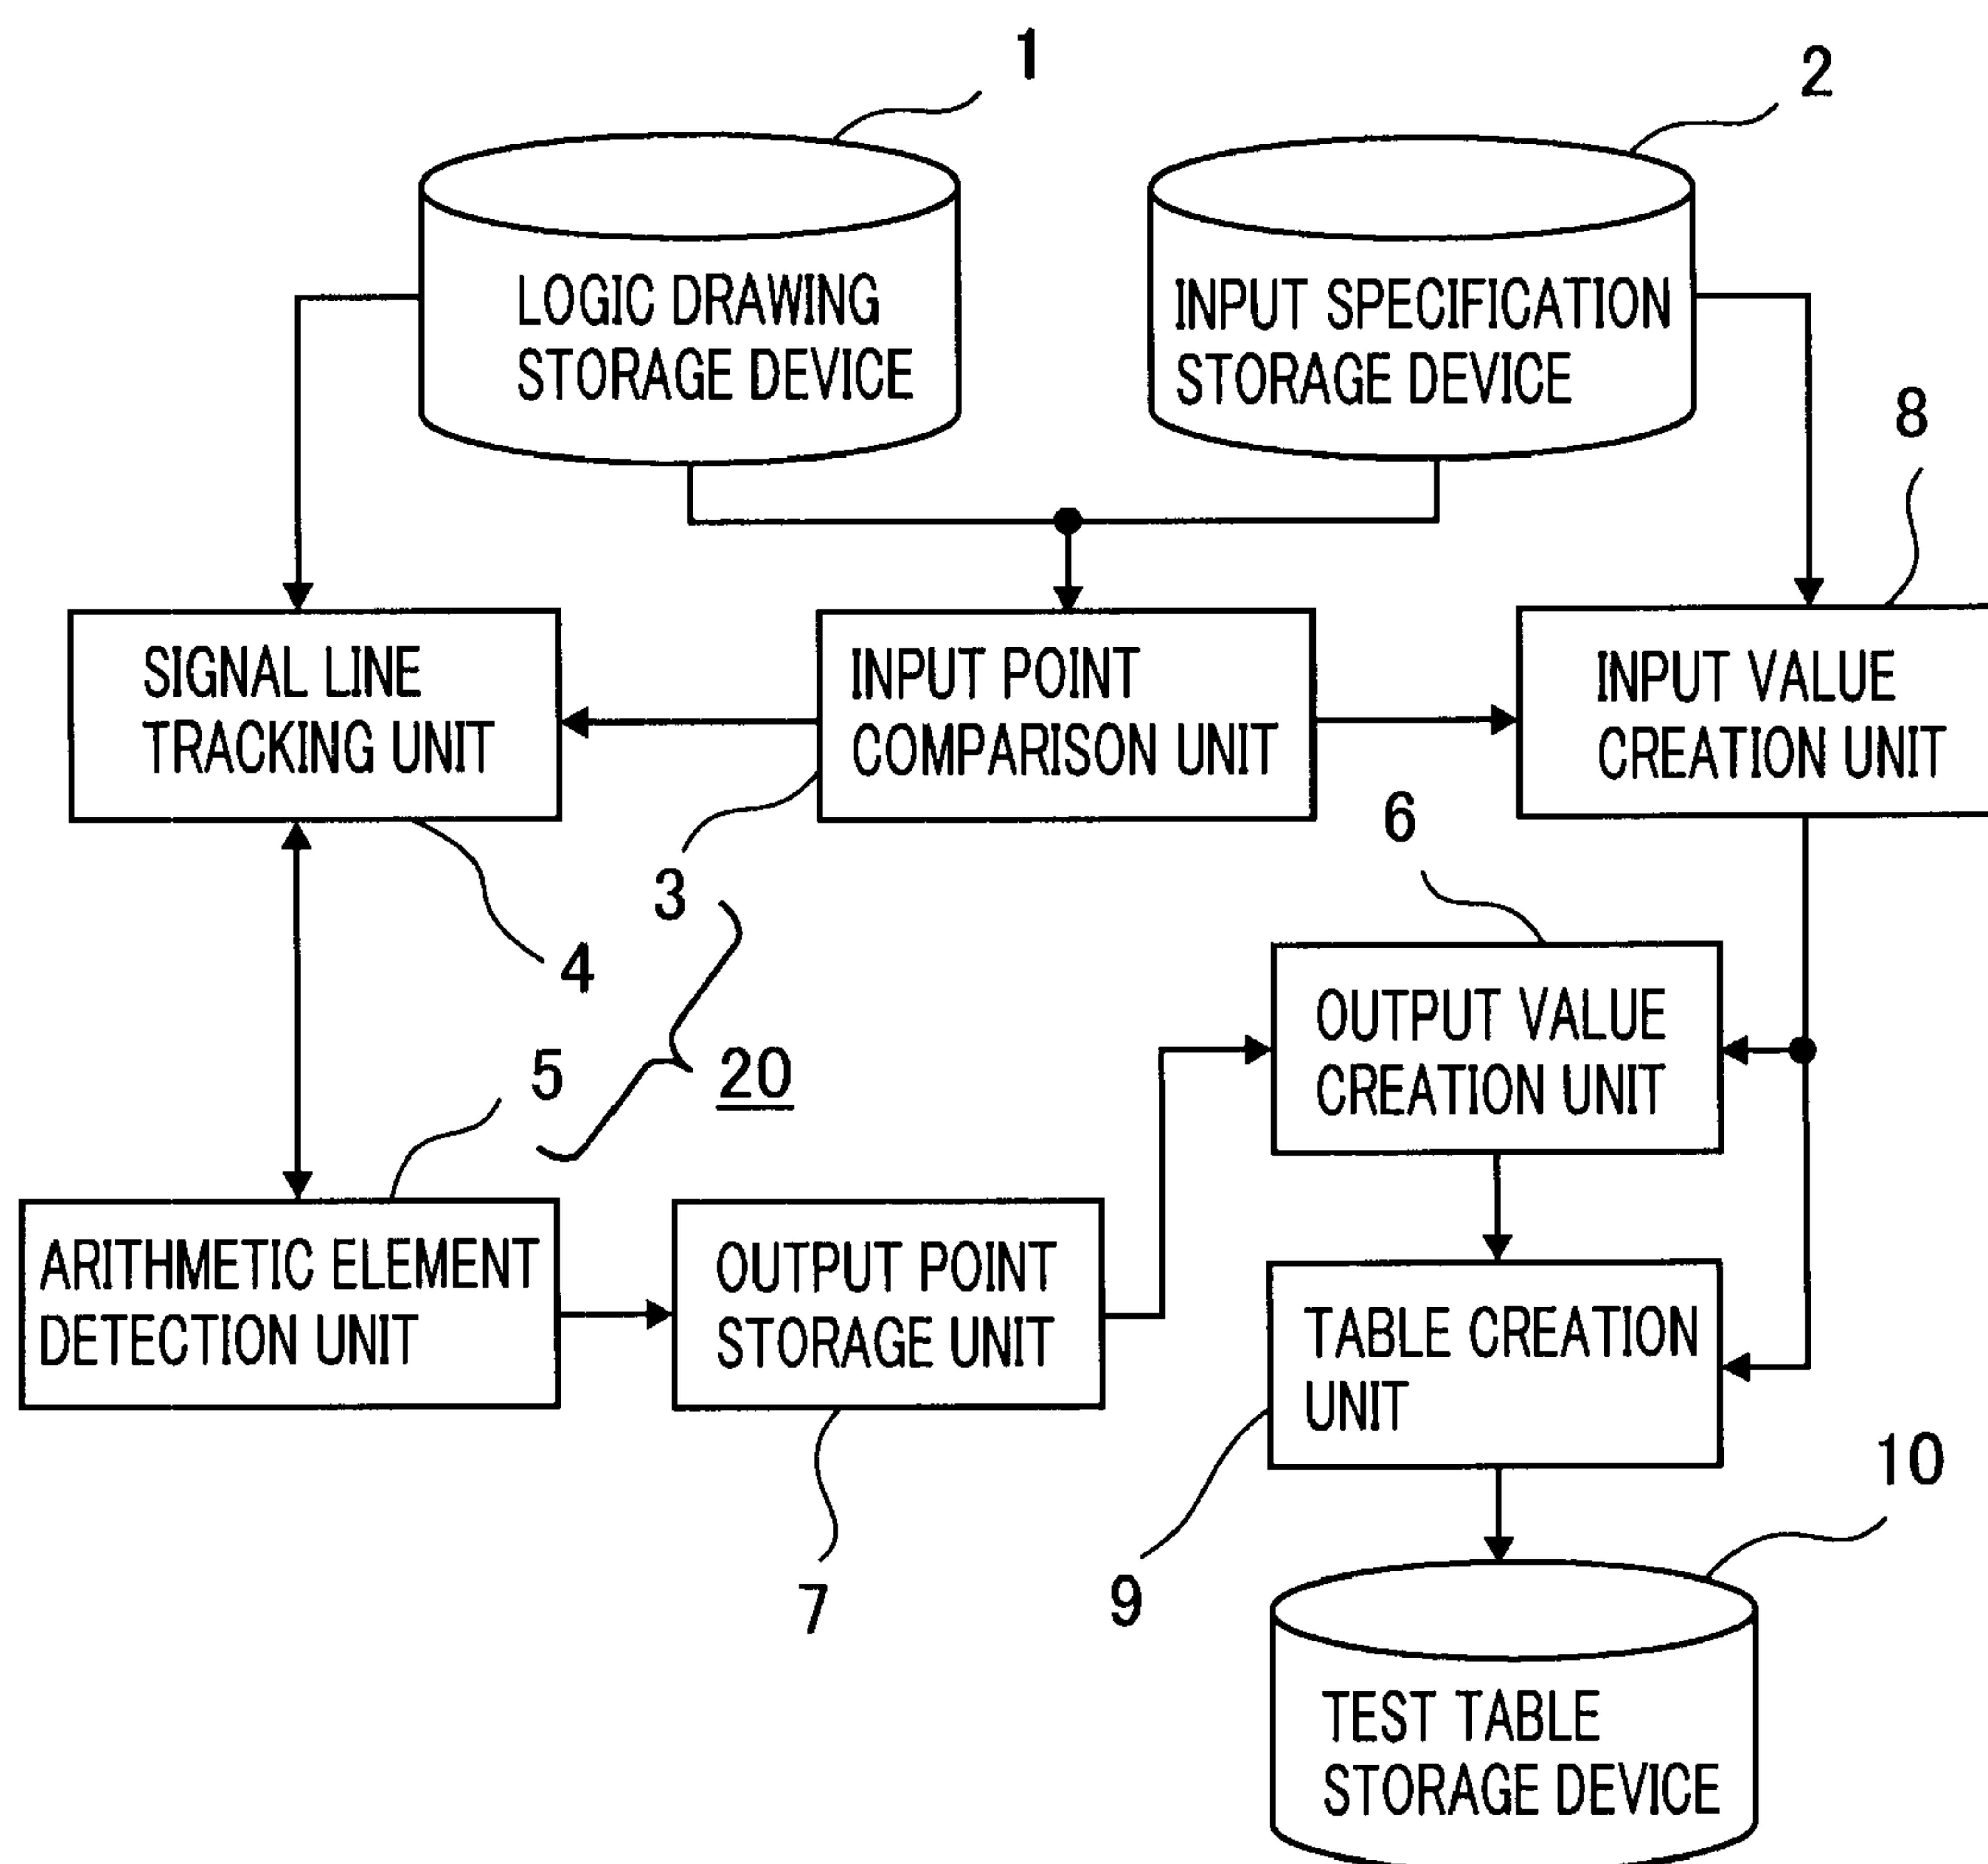 1
2
LOGIC DRAWING
STORAGE DEVICE
INPUT SPECIFICATION
STORAGE DEVICE
8
SIGNAL LINE
TRACKING UNIT
INPUT POINT
COMPARISON UNIT
INPUT VALUE
CREATION UNIT
3
6
4
5
20
OUTPUT VALUE
CREATION UNIT
ARITHMETIC ELEMENT
DETECTION UNIT
OUTPUT POINT
STORAGE UNIT
TABLE CREATION
UNIT
7
9
10
TEST TABLE
STORAGE DEVICE